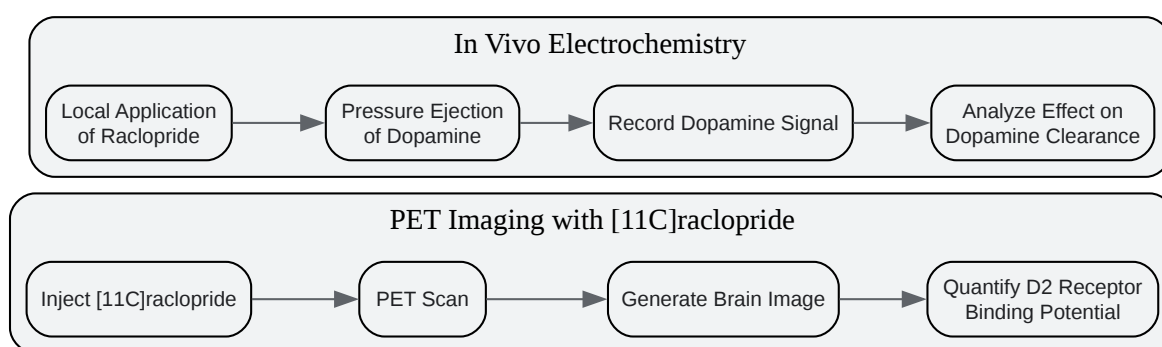 In Vivo Electrochemistry
Local Application
of Raclopride
Pressure Ejection
of Dopamine
Record Dopamine Signal
Analyze Effect on
Dopamine Clearance
PET Imaging with [11C]raclopride
Inject [11C]raclopride
PET Scan
Generate Brain Image
Quantify D2 Receptor
Binding Potential